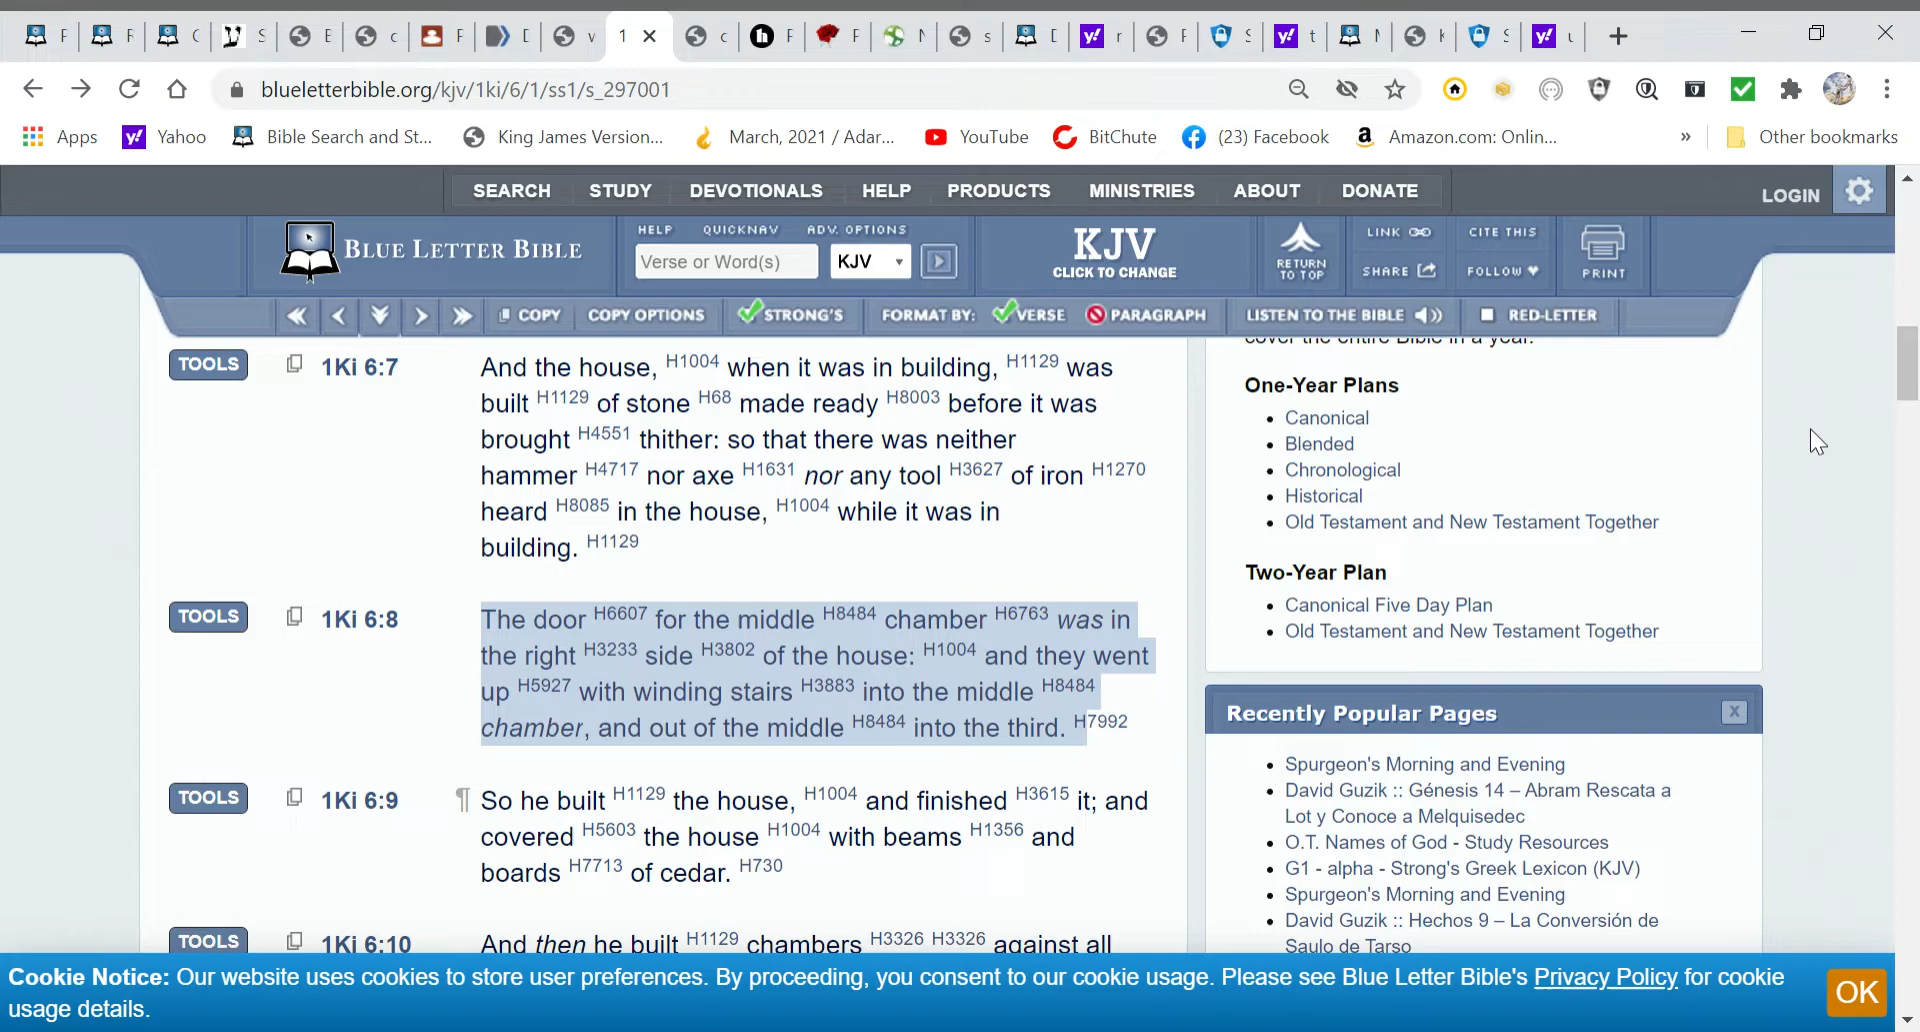 F
F
C
S
E
c
F
D
v
1
c
F
F
N
s
D
r
F
S
t
N
k
S
blueletterbible.org/kjv/1ki/6/1/ss1/s_297001
Apps Yahoo Bible Search and St... King James Version... March, 2021 / Adar... YouTube BitChute (23) Facebook Amazon.com: Onlin... » Other bookmarks
SEARCH STUDY DEVOTIONALS HELP PRODUCTS MINISTRIES ABOUT DONATE
LOGIN
BLUE LETTER BIBLE
HELP QUICKNAV ADV. OPTIONS
Verse or Word(s) KJV
KJV
CLICK TO CHANGE
RETURN
TO TOP
LINK CITE THIS
SHARE FOLLOW
PRINT
COPY COPY OPTIONS STRONG'S FORMAT BY: VERSE PARAGRAPH LISTEN TO THE BIBLE RED-LETTER
TOOLS 1Ki 6:7 And the house, H1004 when it was in building, H1129 was
built H1129 of stone H68 made ready H8003 before it was
brought H4551 thither: so that there was neither
hammer H4717 nor axe H1631 nor any tool H3627 of iron H1270
heard H8085 in the house, H1004 while it was in
building. H1129
TOOLS 1Ki 6:8 The door H6607 for the middle H8484 chamber H6763 was in
the right H3233 side H3802 of the house: H1004 and they went
up H5927 with winding stairs H3883 into the middle H8484
chamber, and out of the middle H8484 into the third. H7992
TOOLS 1Ki 6:9 ¶ So he built H1129 the house, H1004 and finished H3615 it; and
covered H5603 the house H1004 with beams H1356 and
boards H7713 of cedar. H730
TOOLS 1Ki 6:10 And then he built H1129 chambers H3326 H3326 against all
cover the entire Bible in a year.
One-Year Plans
• Canonical
• Blended
• Chronological
• Historical
• Old Testament and New Testament Together
Two-Year Plan
• Canonical Five Day Plan
• Old Testament and New Testament Together
Recently Popular Pages X
• Spurgeon's Morning and Evening
• David Guzik :: Génesis 14 – Abram Rescata a
Lot y Conoce a Melquisedec
• O.T. Names of God - Study Resources
• G1 - alpha - Strong's Greek Lexicon (KJV)
• Spurgeon's Morning and Evening
• David Guzik :: Hechos 9 – La Conversión de
Saulo de Tarso
Cookie Notice: Our website uses cookies to store user preferences. By proceeding, you consent to our cookie usage. Please see Blue Letter Bible's Privacy Policy for cookie
usage details.
OK